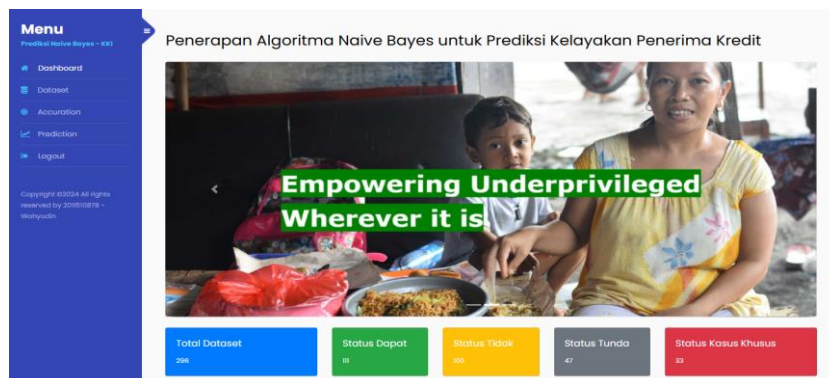 Menu
Prediksi Naive Bayes - KKI
Dashboard
Dataset
Accuration
Prediction
Logout
Copyright ©2024 All rights
reserved by 2011510878 -
Wahyudin
Penerapan Algoritma Naive Bayes untuk Prediksi Kelayakan Penerima Kredit
Empowering Underprivileged
Wherever it is
Total Dataset
296
Status Dapat
111
Status Tidak
105
Status Tunda
47
Status Kasus Khusus
33